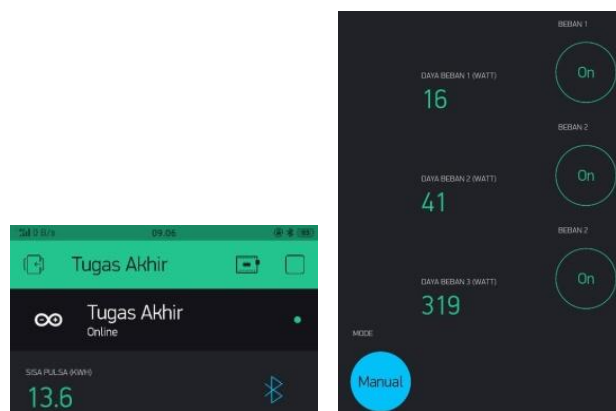 09.06
Tugas Akhir
Tugas Akhir
Online
SISA PULSA (KWH)
13.6
BEBAN 1
On
DAYA BEBAN 1 (WATT)
16
BEBAN 2
On
DAYA BEBAN 2 (WATT)
41
BEBAN 2
On
DAYA BEBAN 3 (WATT)
319
MODE
Manual